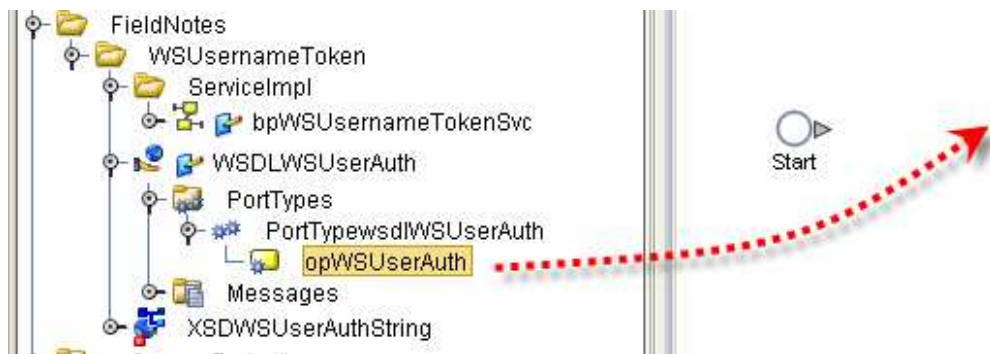 FieldNotes
WSUsernameToken
ServiceImpl
bpWSUsernameTokenSvc
WSDLWSUserAuth
PortTypes
PortTypewsdlWSUserAuth
opWSUserAuth
Messages
XSDWSUserAuthString
Start